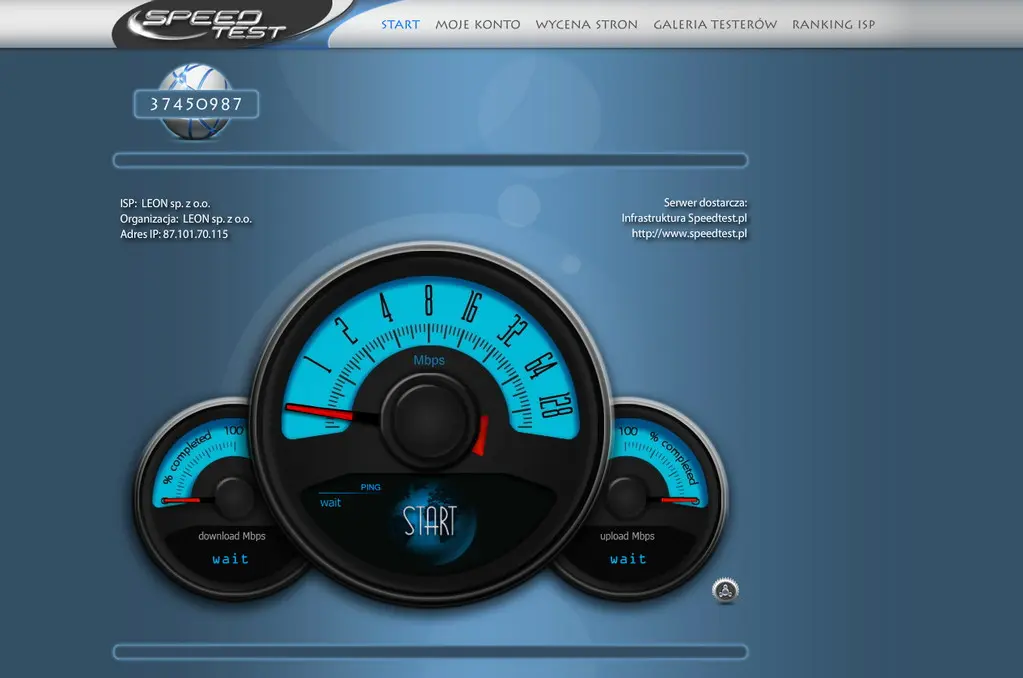 SPEED
TEST
START MOJE KONTO WYCENA STRON GALERIA TESTERÓW RANKING ISP
37450987
ISP: LEON sp. z o.o.
Organizacja: LEON sp. z o.o.
Adres IP: 87.101.70.115
Serwer dostarcza:
Infrastruktura Speedtest.pl
http://www.speedtest.pl
1 2 4 8 16 32 64 128
Mbps
% completed 100
100 % completed
PING
wait
START
download Mbps
wait
upload Mbps
wait